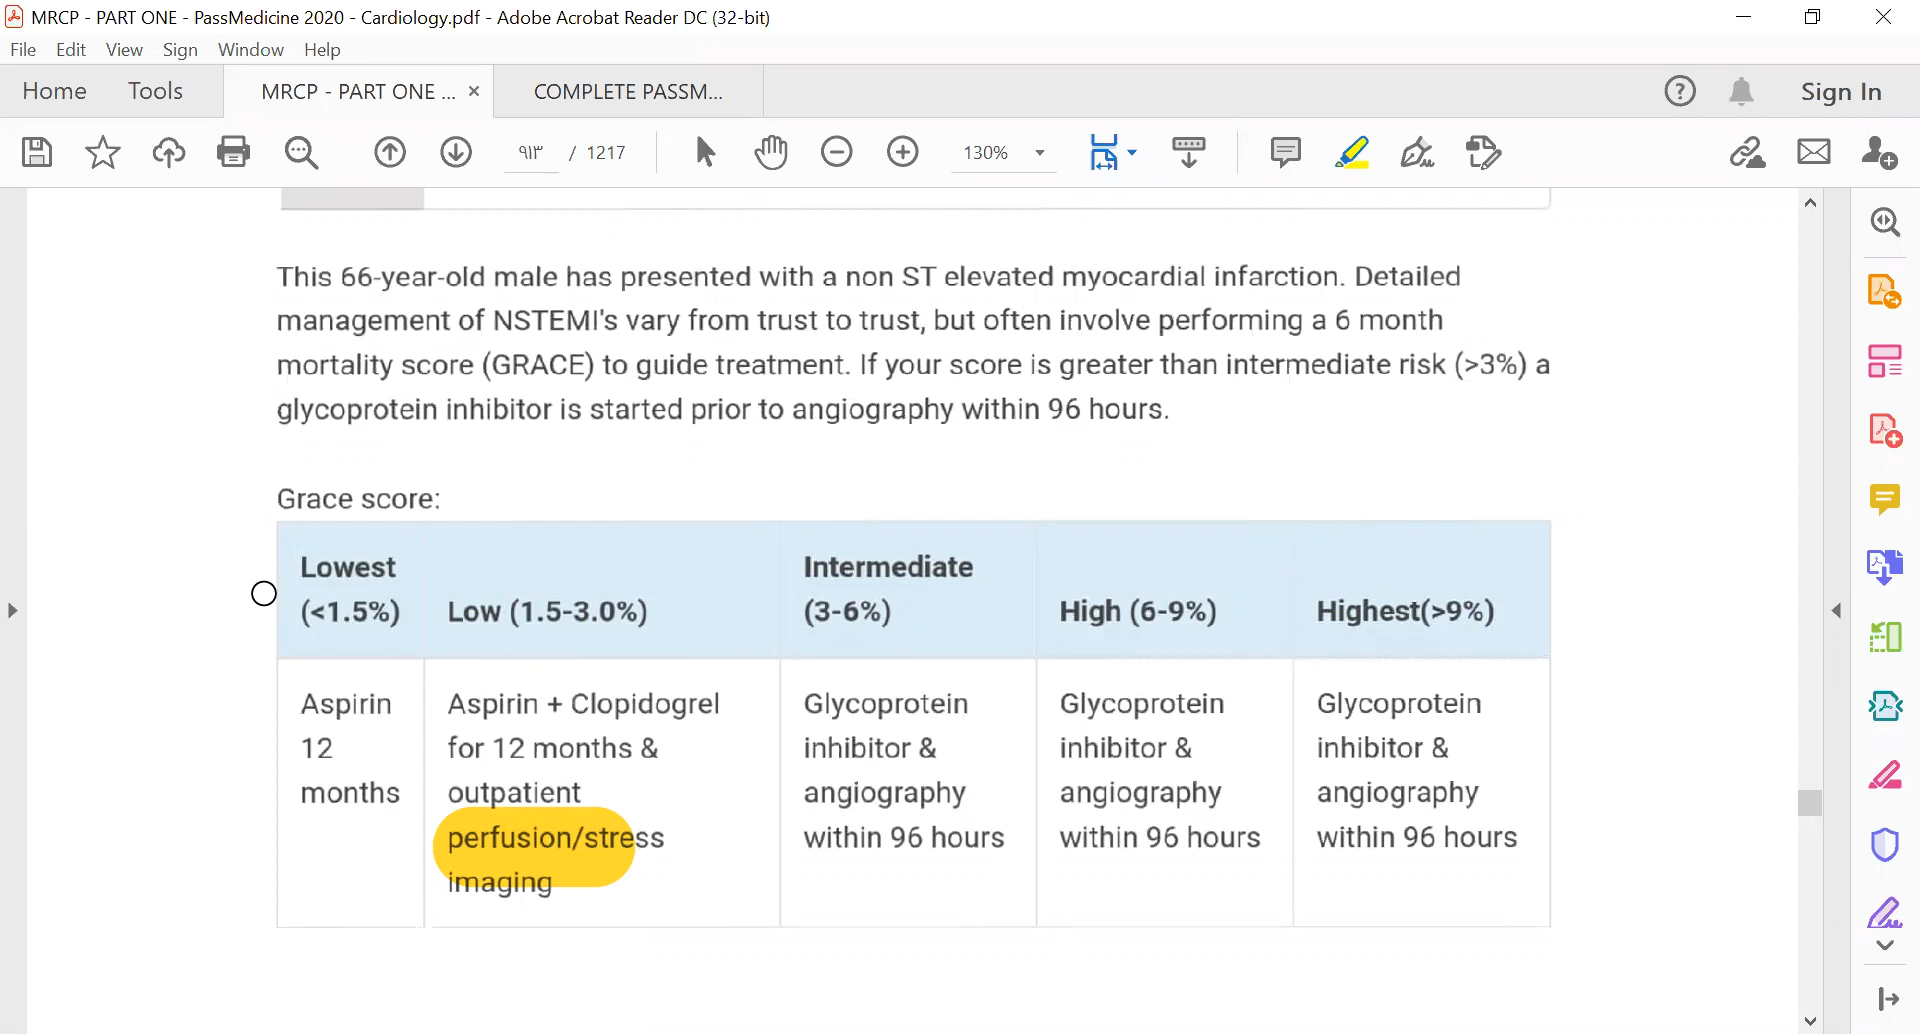 MRCP - PART ONE - PassMedicine 2020 - Cardiology.pdf - Adobe Acrobat Reader DC (32-bit)
File Edit View Sign Window Help
Home Tools MRCP - PART ONE ... × COMPLETE PASSM... Sign In
٩١٣ / 1217 130%
This 66-year-old male has presented with a non ST elevated myocardial infarction. Detailed
management of NSTEMI's vary from trust to trust, but often involve performing a 6 month
mortality score (GRACE) to guide treatment. If your score is greater than intermediate risk (>3%) a
glycoprotein inhibitor is started prior to angiography within 96 hours.
Grace score:
Lowest
(<1.5%)
Low (1.5-3.0%)
Intermediate
(3-6%)
High (6-9%)
Highest(>9%)
Aspirin
12
months
Aspirin + Clopidogrel
for 12 months &
outpatient
perfusion/stress
imaging
Glycoprotein
inhibitor &
angiography
within 96 hours
Glycoprotein
inhibitor &
angiography
within 96 hours
Glycoprotein
inhibitor &
angiography
within 96 hours